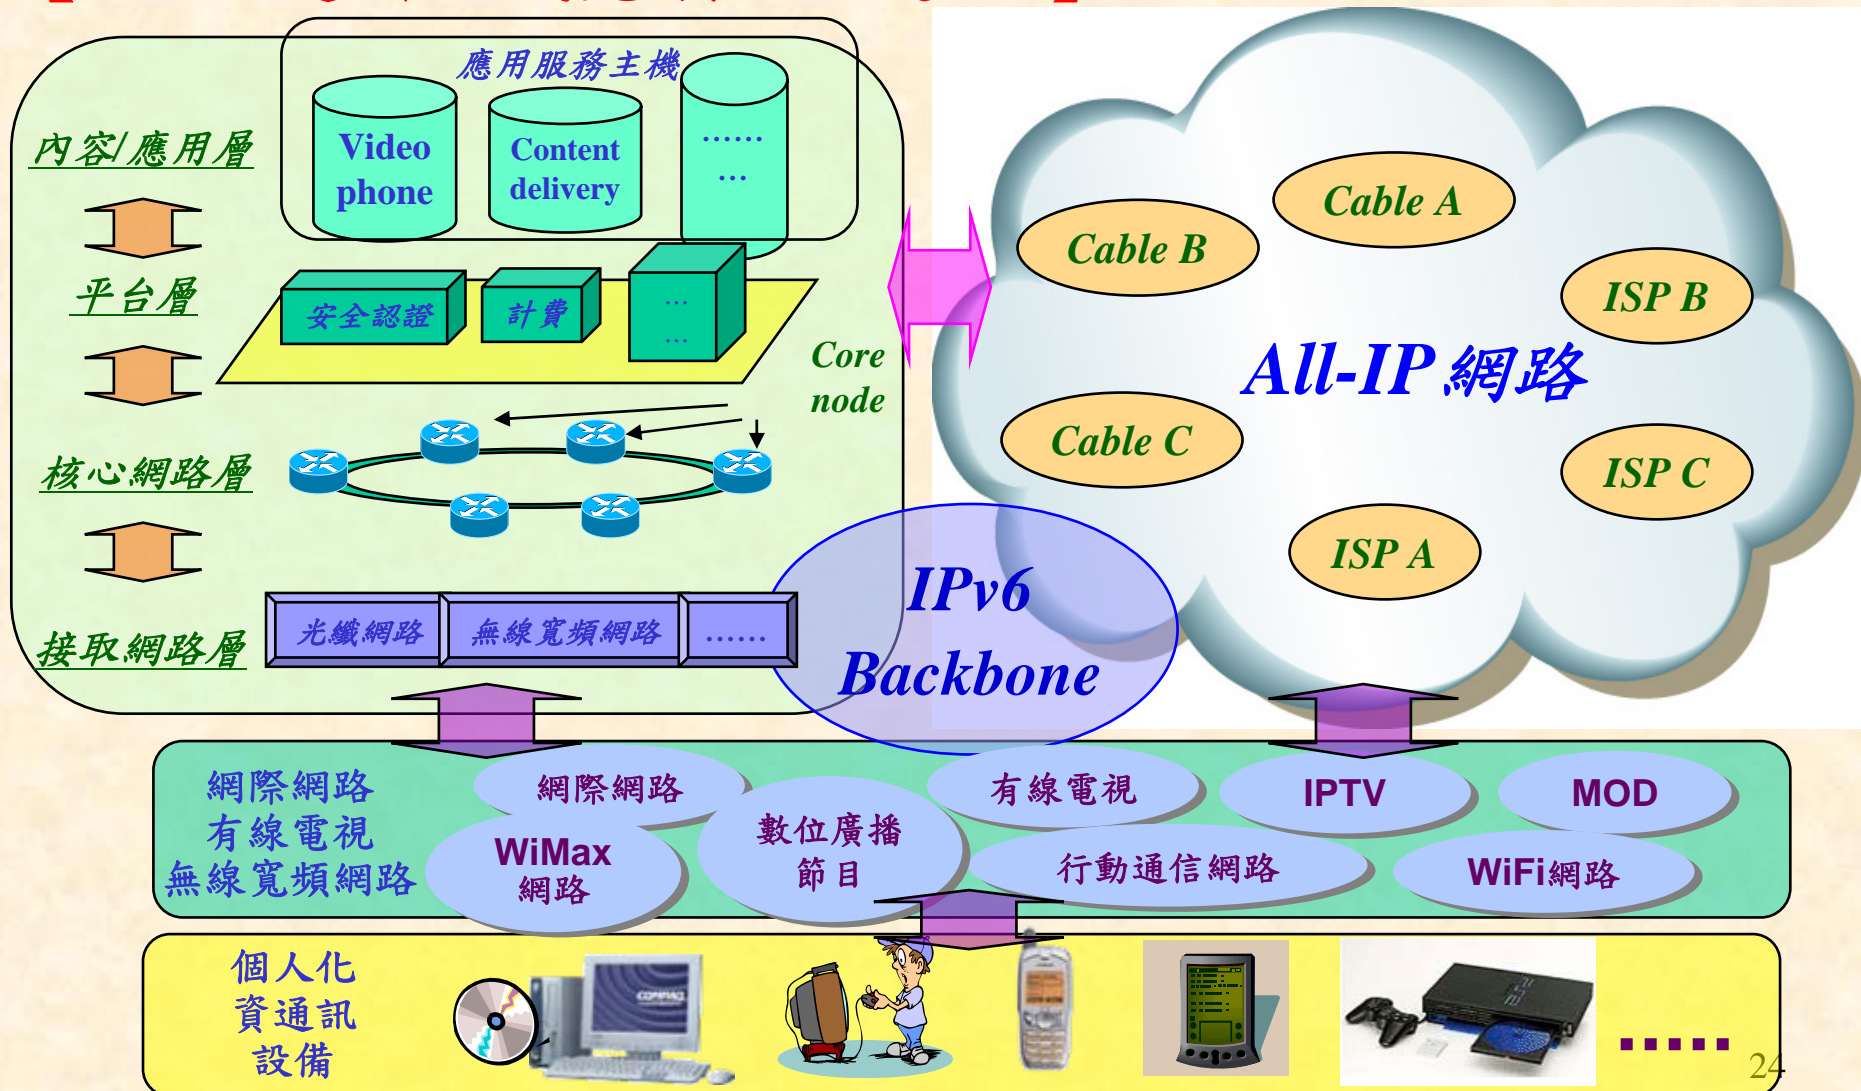 應用服務主機
內容/應用層
Video
phone
Content
delivery
……
…
平台層
安全認證
計費
…
…
Core
node
核心網路層
接取網路層
光纖網路
無線寬頻網路
……
IPv6
Backbone
Cable A
Cable B
ISP B
All-IP 網路
Cable C
ISP C
ISP A
網際網路
有線電視
無線寬頻網路
網際網路
WiMax
網路
數位廣播
節目
有線電視
行動通信網路
IPTV
MOD
WiFi網路
個人化
資通訊
設備
COMPAQ
……
24